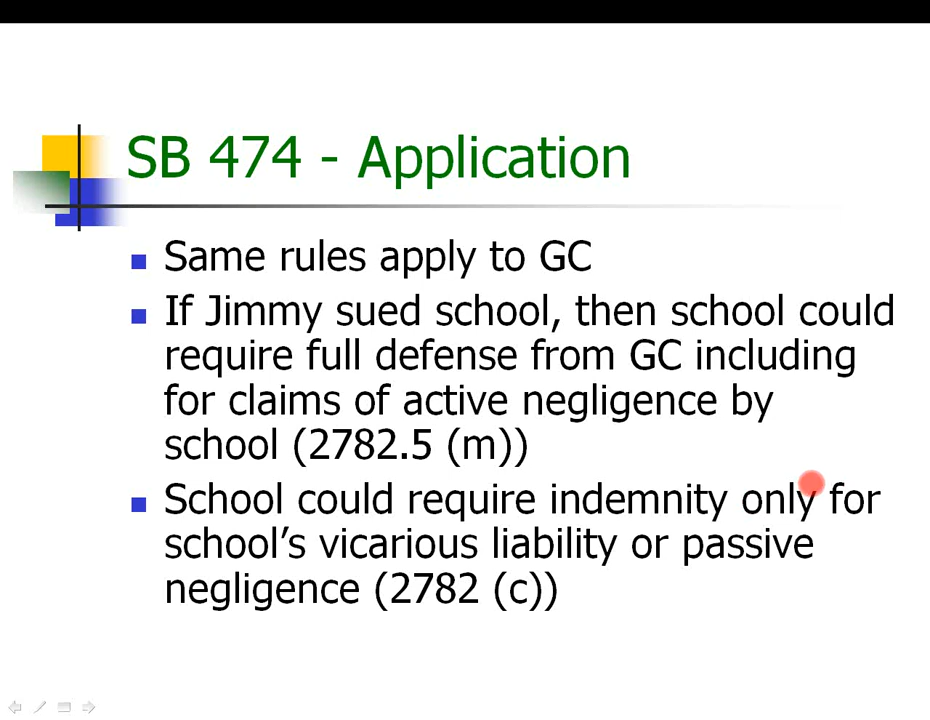 SB 474 - Application
Same rules apply to GC
If Jimmy sued school, then school could
require full defense from GC including
for claims of active negligence by
school (2782.5 (m))
School could require indemnity only for
school's vicarious liability or passive
negligence (2782 (c))